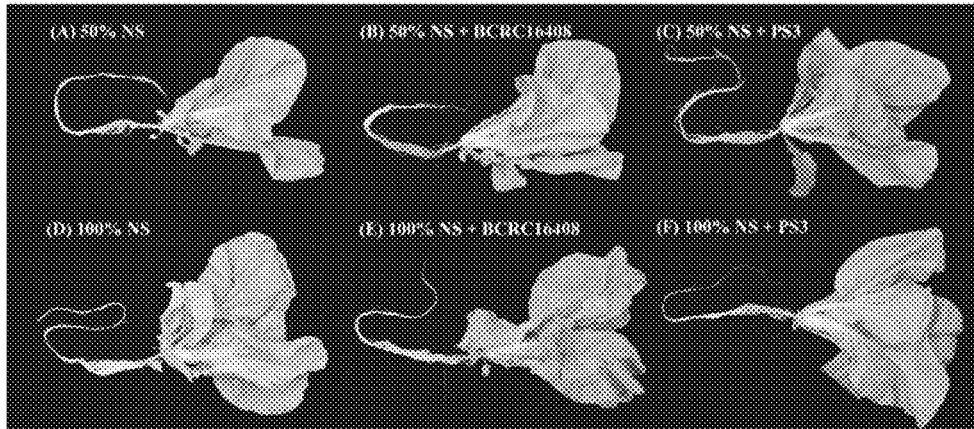 (A) 50% NS
(B) 50% NS + BCRC16408
(C) 50% NS + PS3
(D) 100% NS
(E) 100% NS + BCRC16408
(F) 100% NS + PS3